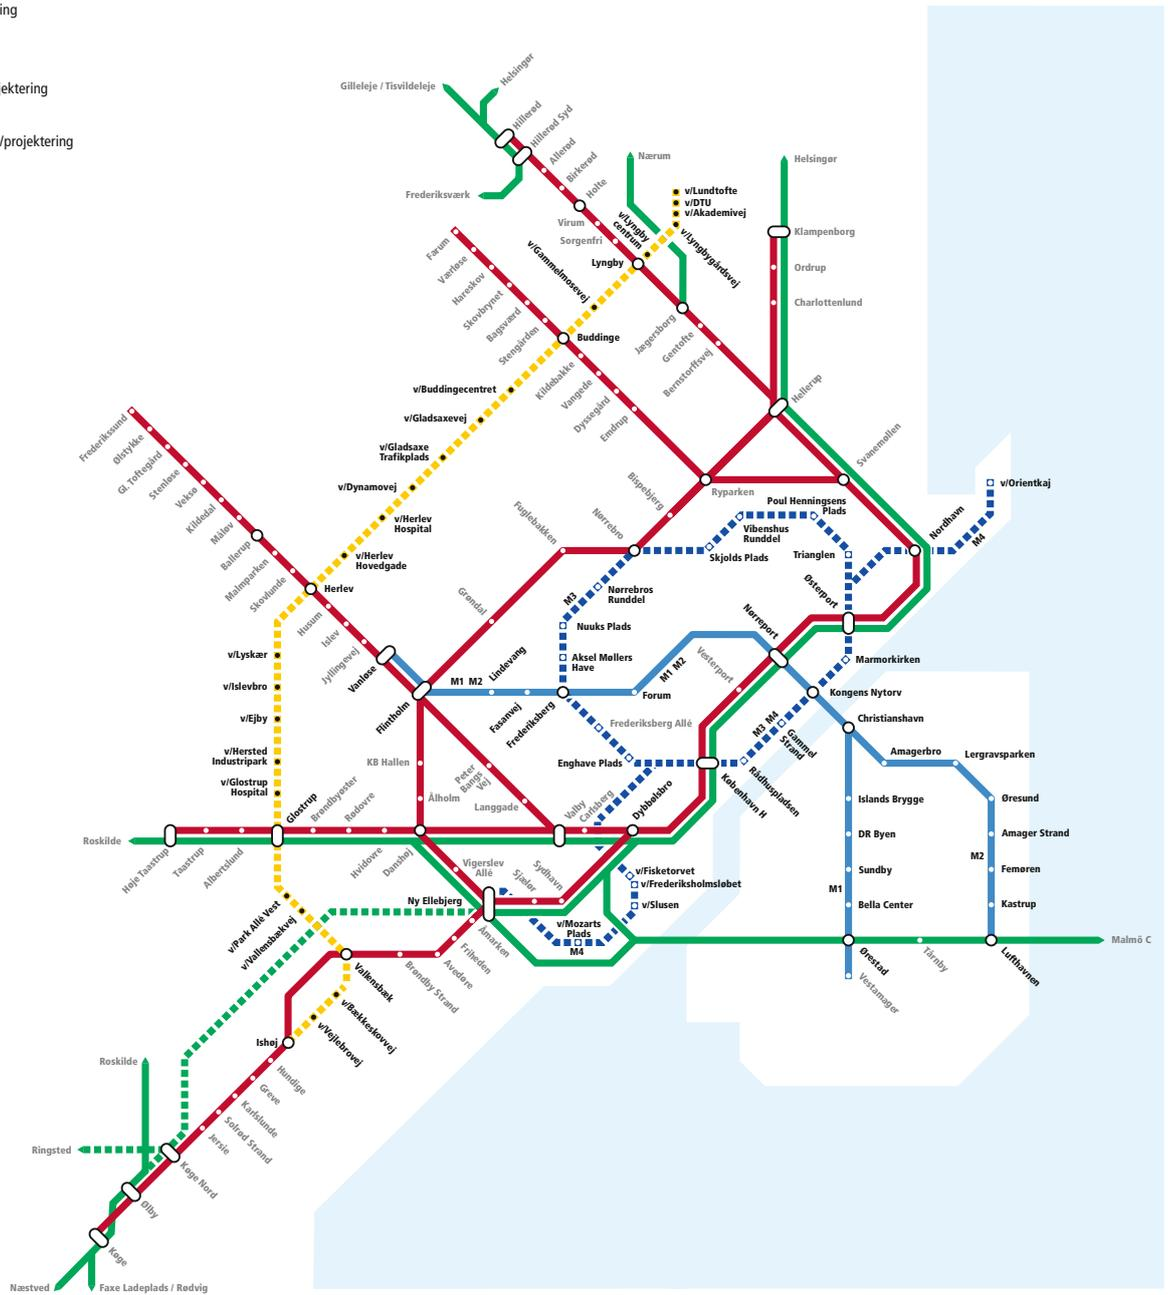 ing
jektering
/projektering
Gilleleje / Tisvildeleje
Helsingør
Hillerød
Hillerød Syd
Allerød
Birkerød
Holte
Frederiksværk
Virum
Sorgenfri
Lyngby
Nærum
v/Lundtofte
v/DTU
v/Akademivej
v/Lyngby
centrum
v/Lyngbygårdsvej
Helsingør
Klampenborg
Ordrup
Charlottenlund
Farum
Værløse
Hareskov
Skovbrynet
Bagsværd
Stengården
v/Gammelmosevej
Buddinge
Jægersborg
Gentofte
Bernstorffsvej
Hellerup
Kildebakke
Vangede
Dyssegård
Emdrup
v/Buddingecentret
v/Gladsaxevej
v/Gladsaxe
Trafikplads
v/Dynamovej
v/Herlev
Hospital
v/Herlev
Hovedgade
Frederikssund
Ølstykke
Gl. Toftegård
Stenløse
Veksø
Kildedal
Måløv
Ballerup
Malmparken
Skovlunde
Herlev
Husum
Islev
Jyllingevej
Vanløse
Flintholm
Svanemøllen
Ryparken
Bispebjerg
Nørrebro
Fuglebakken
Grøndal
Poul Henningsens
Plads
Vibenshus
Runddel
Skjolds Plads
Trianglen
Nordhavn
v/Orientkaj
M4
Østerport
M3
Nørrebros
Runddel
Nuuks Plads
Aksel Møllers
Have
v/Lyskær
v/Islevbro
v/Ejby
v/Hersted
Industripark
v/Glostrup
Hospital
M1 M2
Lindevang
Fasanvej
Frederiksberg
Forum
M1 M2
Nørreport
Vesterport
Marmorkirken
Kongens Nytorv
Christianshavn
Frederiksberg Allé
M3 M4
Gammel
Strand
Rådhuspladsen
Enghave Plads
København H
Amagerbro
Lergravsparken
KB Hallen
Ålholm
Peter
Bangs
Vej
Langgade
Valby
Carlsberg
Dybbølsbro
Islands Brygge
Øresund
DR Byen
Amager Strand
M2
Sundby
Femøren
M1
Bella Center
Kastrup
Roskilde
Høje Taastrup
Taastrup
Albertslund
Glostrup
Brøndbyøster
Rødovre
Hvidovre
Danshøj
Vigerslev
Allé
Sjælør
Sydhavn
v/Fisketorvet
v/Frederiksholmsløbet
v/Slusen
v/Mozarts
Plads
M4
Ny Ellebjerg
Åmarken
Friheden
Avedøre
Brøndby Strand
v/Park Allé Vest
v/Vallensbækvej
Vallensbæk
v/Bækkeskovvej
v/Vejlebrovej
Malmö C
Ørestad
Tårnby
Lufthavnen
Vestamager
Ishøj
Hundige
Greve
Karlslunde
Solrød Strand
Jersie
Roskilde
Ringsted
Køge Nord
Ølby
Køge
Næstved
Faxe Ladeplads / Rødvig